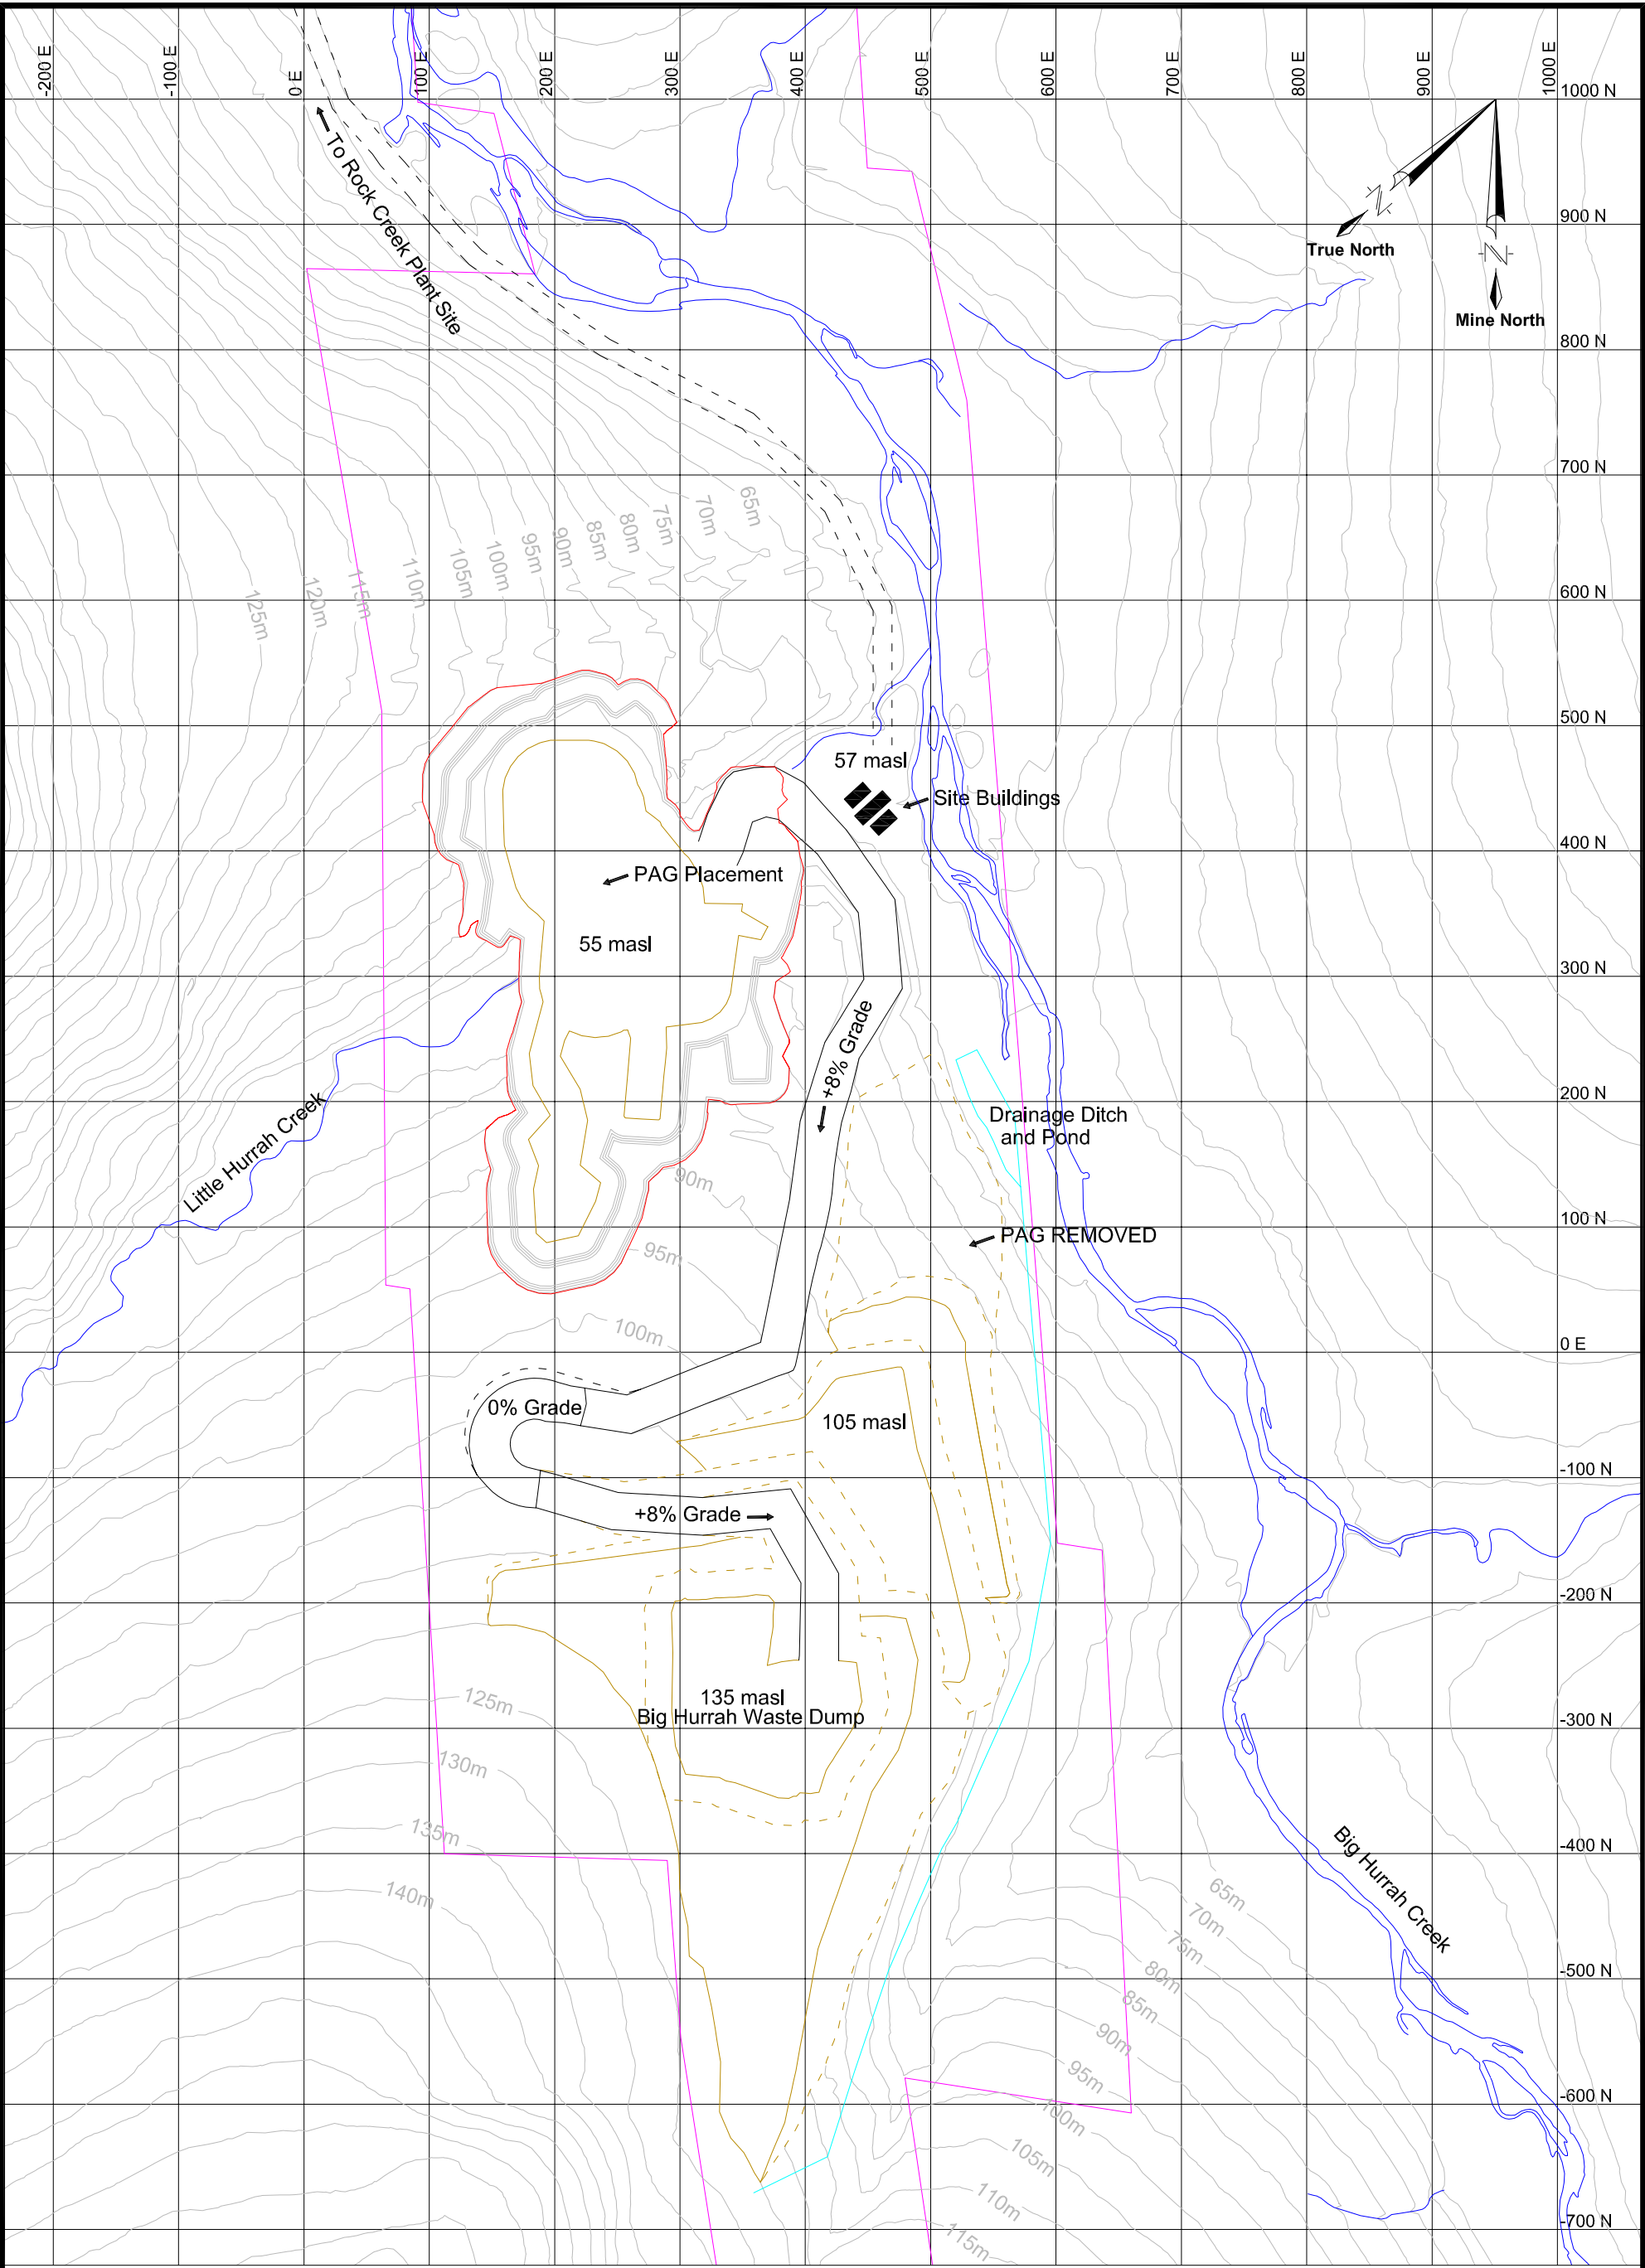 -200 E
-100 E
0 E
100 E
200 E
300 E
400 E
500 E
600 E
700 E
800 E
900 E
1000 E
1000 N
To Rock Creek Plant Site
N
N
900 N
True North
Mine North
800 N
700 N
65m
70m
75m
80m
85m
90m
95m
100m
105m
110m
115m
120m
125m
600 N
500 N
57 masl
Site Buildings
400 N
PAG Placement
55 masl
300 N
+8% Grade
200 N
Drainage Ditch
and Pond
Little Hurrah Creek
90m
100 N
PAG REMOVED
95m
100m
0 E
0% Grade
105 masl
-100 N
+8% Grade
-200 N
135 masl
Big Hurrah Waste Dump
125m
-300 N
130m
135m
-400 N
Big Hurrah Creek
140m
65m
70m
75m
80m
85m
90m
95m
100m
105m
110m
115m
-500 N
-600 N
-700 N